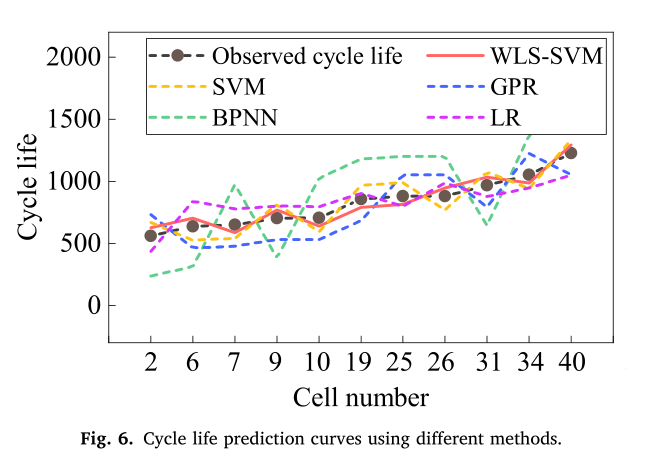 2000
1500
1000
500
0
Cycle life
Observed cycle life
WLS-SVM
SVM
GPR
BPNN
LR
2 6 7 9 10 19 25 26 31 34 40
Cell number
Fig. 6. Cycle life prediction curves using different methods.